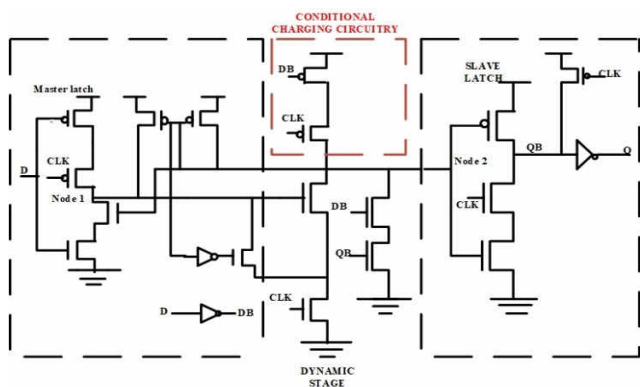 CONDITIONAL
CHARGING CIRCUITRY
DB
CLK
SLAVE
LATCH
Master latch
CLK
D
CLK
Node 1
Node 2
QB
Q
DB
CLK
QB
CLK
D
DB
DYNAMIC
STAGE